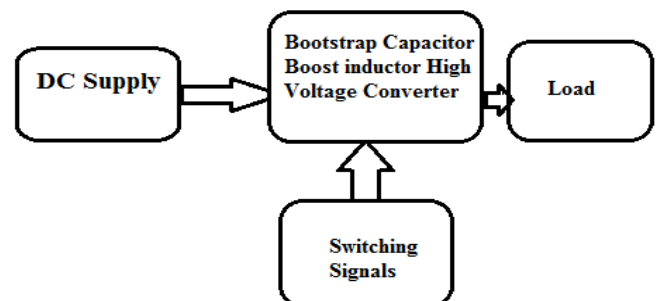 DC Supply
Bootstrap Capacitor
Boost inductor High
Voltage Converter
Load
Switching
Signals